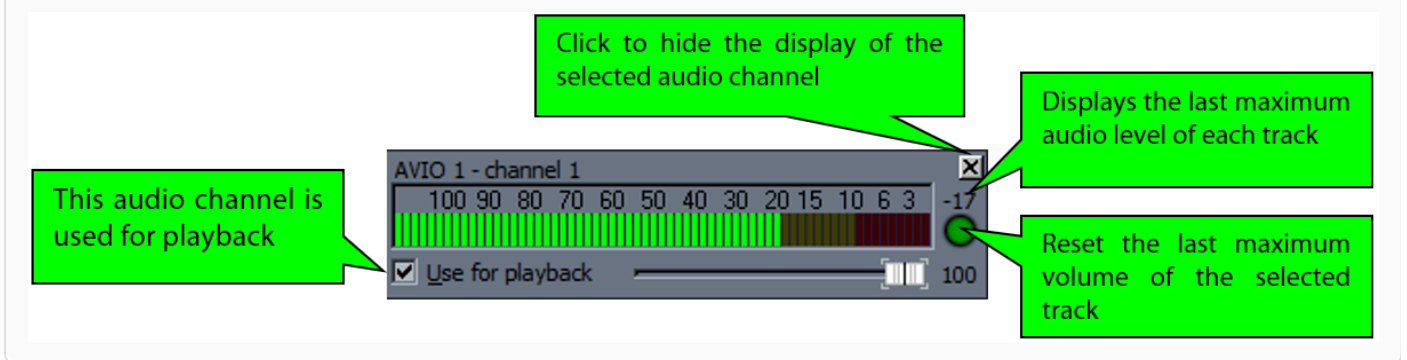 Click to hide the display of the
selected audio channel
Displays the last maximum
audio level of each track
This audio channel is
used for playback
AVIO 1 - channel 1
100 90 80 70 60 50 40 30 20 15 10 6 3
-17
Use for playback
100
Reset the last maximum
volume of the selected
track